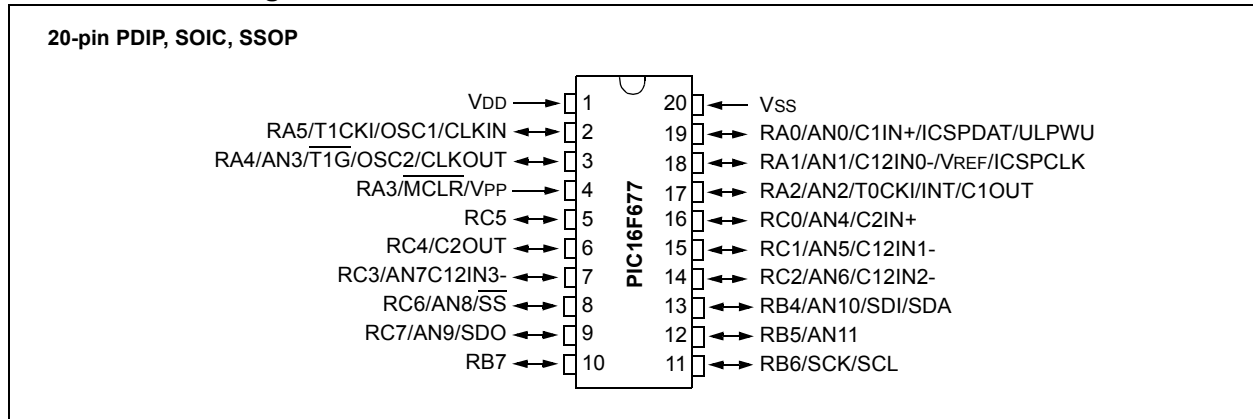 20-pin PDIP, SOIC, SSOP
VDD 1 20 VSS
RA5/T1CKI/OSC1/CLKIN 2 19 RA0/AN0/C1IN+/ICSPDAT/ULPWU
RA4/AN3/T1G/OSC2/CLKOUT 3 18 RA1/AN1/C12IN0-/VREF/ICSPCLK
RA3/MCLR/VPP 4 17 RA2/AN2/T0CKI/INT/C1OUT
RC5 5 16 RC0/AN4/C2IN+
RC4/C2OUT 6 15 RC1/AN5/C12IN1-
RC3/AN7C12IN3- 7 14 RC2/AN6/C12IN2-
RC6/AN8/SS 8 13 RB4/AN10/SDI/SDA
RC7/AN9/SDO 9 12 RB5/AN11
RB7 10 11 RB6/SCK/SCL
PIC16F677